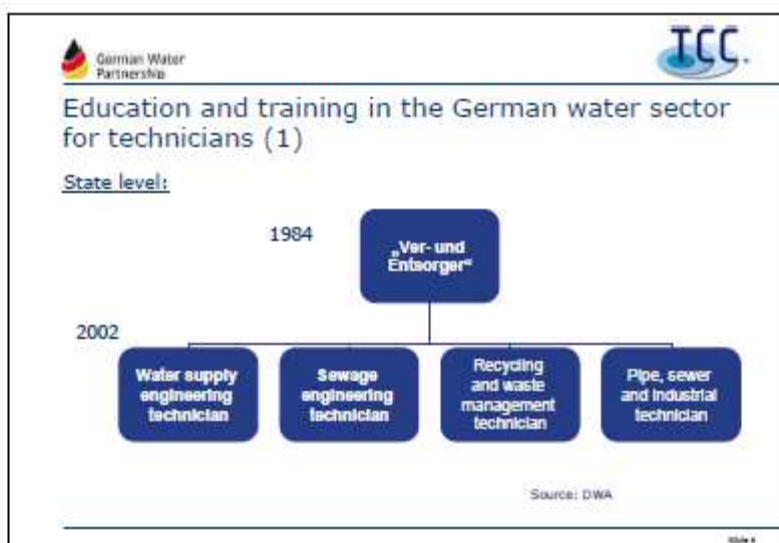 German Water
Partnership
TCC.
Education and training in the German water sector
for technicians (1)
State level:
1984
„Ver- und
Entsorger“
2002
Water supply
engineering
technician
Sewage
engineering
technician
Recycling
and waste
management
technician
Pipe, sewer
and industrial
technician
Source: DWA